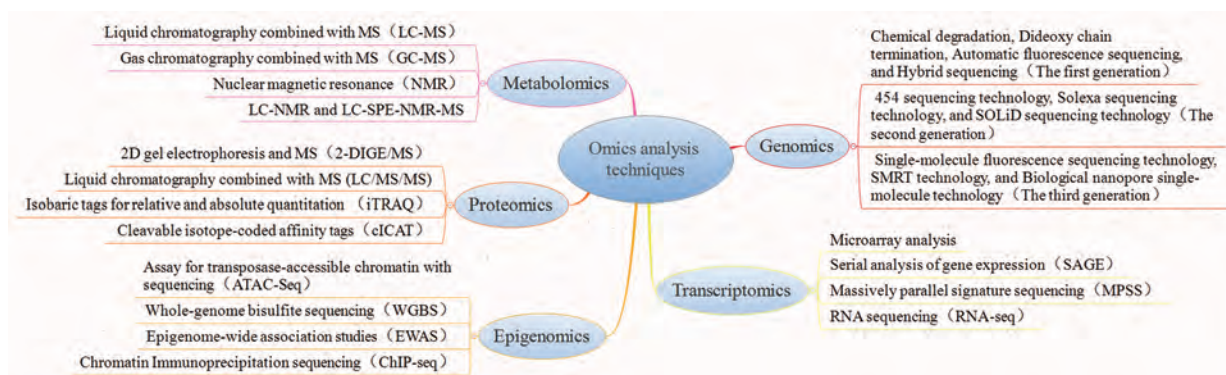 Liquid chromatography combined with MS（LC-MS）
Gas chromatography combined with MS（GC-MS）
Nuclear magnetic resonance（NMR）
LC-NMR and LC-SPE-NMR-MS
Metabolomics
2D gel electrophoresis and MS（2-DIGE/MS）
Liquid chromatography combined with MS (LC/MS/MS)
Isobaric tags for relative and absolute quantitation（iTRAQ）
Cleavable isotope-coded affinity tags（cICAT）
Proteomics
Assay for transposase-accessible chromatin with
sequencing（ATAC-Seq）
Whole-genome bisulfite sequencing（WGBS）
Epigenome-wide association studies（EWAS）
Chromatin Immunoprecipitation sequencing（ChIP-seq）
Epigenomics
Omics analysis
techniques
Genomics
Chemical degradation, Dideoxy chain
termination, Automatic fluorescence sequencing,
and Hybrid sequencing（The first generation）
454 sequencing technology, Solexa sequencing
technology, and SOLiD sequencing technology（The
second generation）
Single-molecule fluorescence sequencing technology,
SMRT technology, and Biological nanopore single-
molecule technology（The third generation）
Transcriptomics
Microarray analysis
Serial analysis of gene expression（SAGE）
Massively parallel signature sequencing（MPSS）
RNA sequencing（RNA-seq）